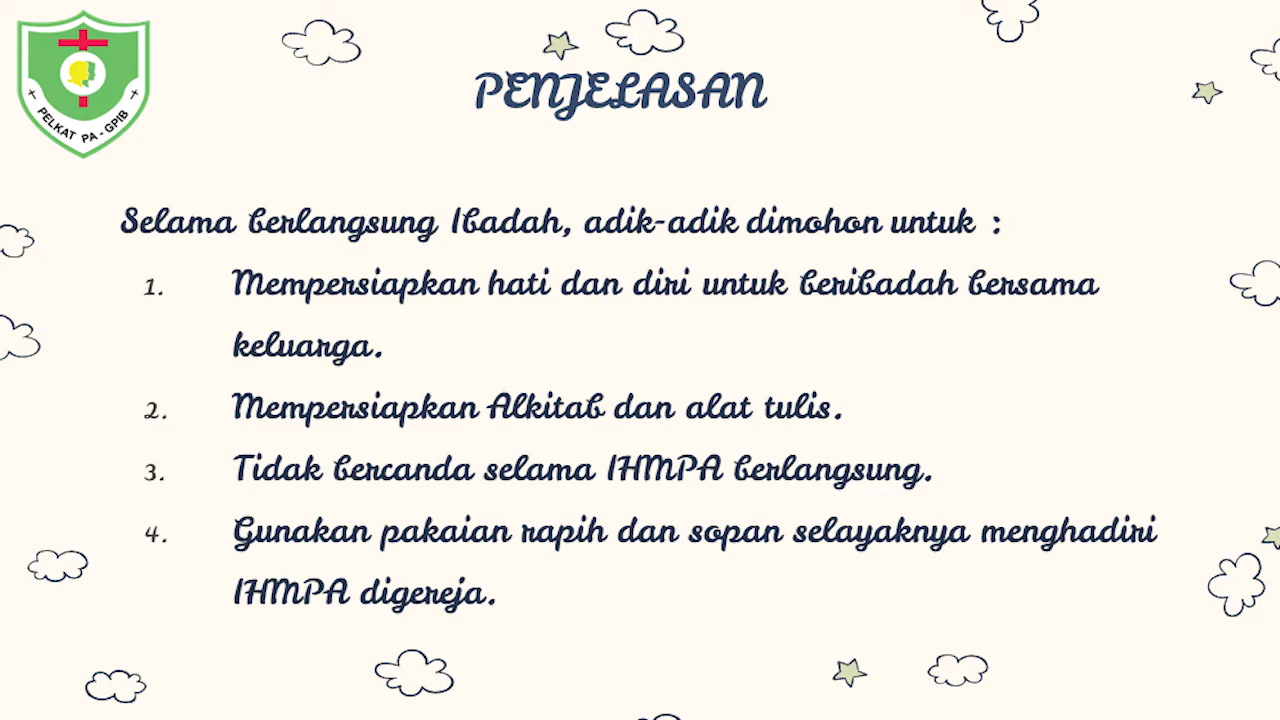 PELKAT PA - GPIB
PENJELASAN
Selama berlangsung Ibadah, adik-adik dimohon untuk :
1. Mempersiapkan hati dan diri untuk beribadah bersama
keluarga.
2. Mempersiapkan Alkitab dan alat tulis.
3. Tidak bercanda selama IHMPA berlangsung.
4. Gunakan pakaian rapih dan sopan selayaknya menghadiri
IHMPA digereja.